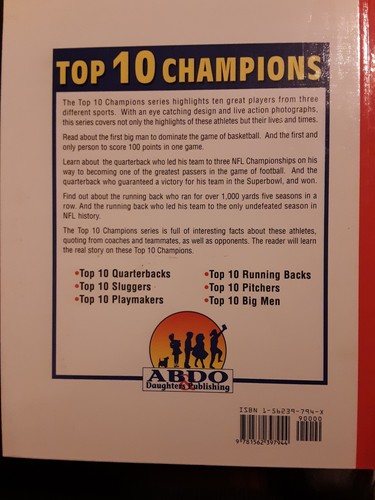 TOP 10 CHAMPIONS
The Top 10 Champions series highlights ten great players from three
different sports. With an eye catching design and live action photographs,
this series covers not only the highlights of these athletes but their lives and times.
Read about the first big man to dominate the game of basketball. And the first and
only person to score 100 points in one game.
Learn about the quarterback who led his team to three NFL Championships on his
way to becoming one of the greatest passers in the game of football. And the
quarterback who guaranteed a victory for his team in the Superbowl, and won.
Find out about the running back who ran for over 1,000 yards five seasons in a
row. And the running back who led his team to the only undefeated season in
NFL history.
The Top 10 Champions series is full of interesting facts about these athletes,
quoting from coaches and teammates, as well as opponents. The reader will learn
the real story on these Top 10 Champions.
•Top 10 Quarterbacks
•Top 10 Sluggers
•Top 10 Playmakers
•Top 10 Running Backs
•Top 10 Pitchers
•Top 10 Big Men
ABDO
&
Daughters Publishing
ISBN 1-56239-794-X
90000
9 781562 397944